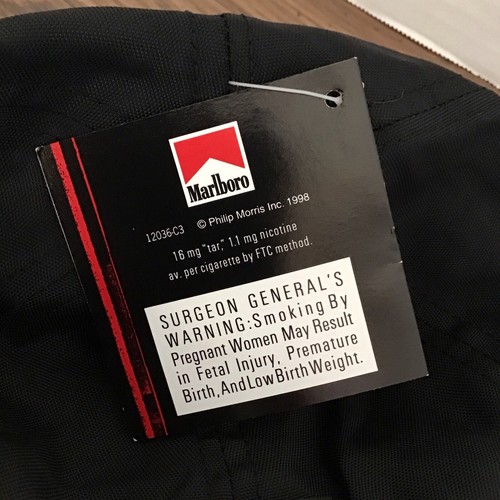 Marlboro
12036-C3 © Philip Morris Inc. 1998
16 mg "tar," 1.1 mg nicotine
av. per cigarette by FTC method.
SURGEON GENERAL'S
WARNING: Smoking By
Pregnant Women May Result
in Fetal Injury, Premature
Birth, And Low Birth Weight.